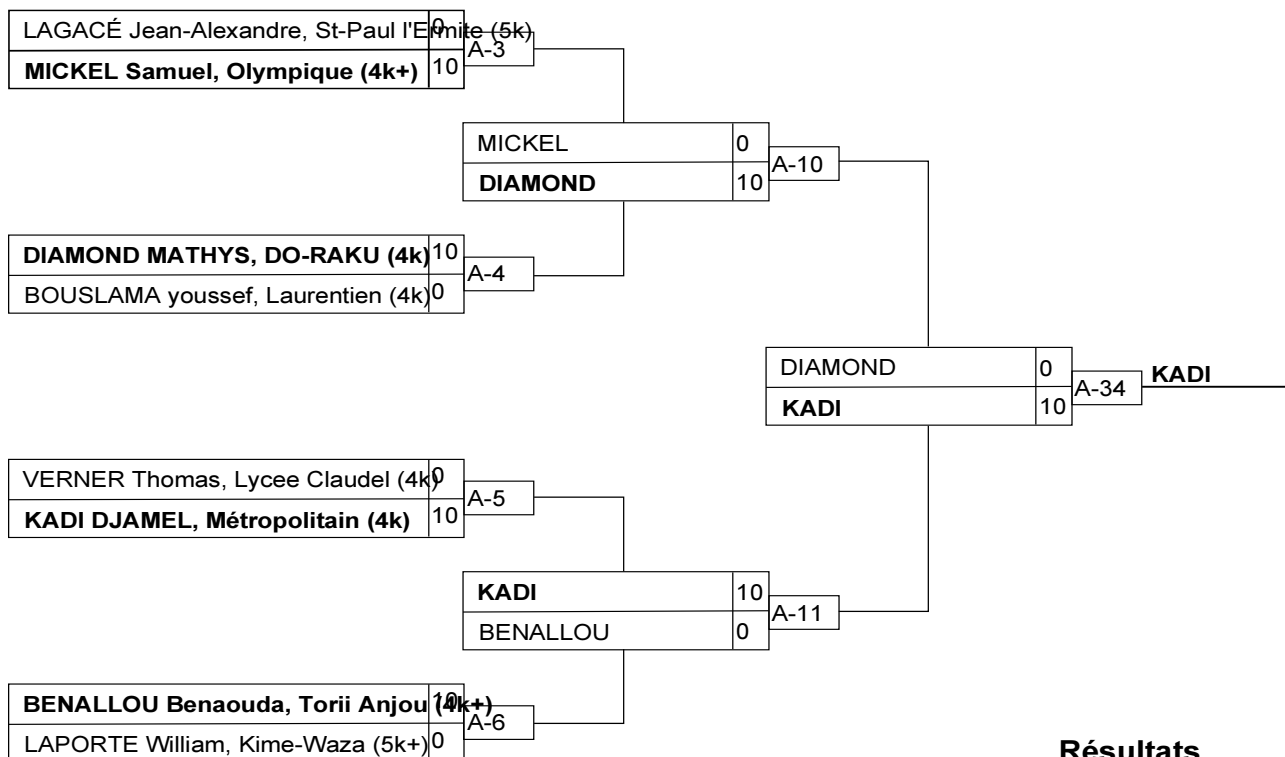 LAGACÉ Jean-Alexandre, St-Paul l'Ermite (5k) 0
A-3
MICKEL Samuel, Olympique (4k+) 10
MICKEL 0
A-10
DIAMOND 10
DIAMOND MATHYS, DO-RAKU (4k) 10
A-4
BOUSLAMA youssef, Laurentien (4k) 0
DIAMOND 0
A-34 KADI
KADI 10
VERNER Thomas, Lycee Claudel (4k) 0
A-5
KADI DJAMEL, Métropolitain (4k) 10
KADI 10
A-11
BENALLOU 0
BENALLOU Benaouda, Torii Anjou (4k+) 10
A-6
LAPORTE William, Kime-Waza (5k+) 0
Résultats